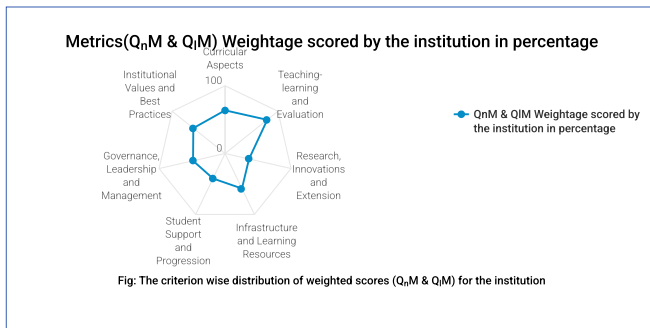 Metrics(QnM & QlM) Weightage scored by the institution in percentage
Curricular
Aspects
100
Institutional
Values and
Best
Practices
Teaching-
learning
and
Evaluation
QnM & QlM Weightage scored by
the institution in percentage
0
Governance,
Leadership
and
Management
Research,
Innovations
and
Extension
Student
Support
and
Progression
Infrastructure
and Learning
Resources
Fig: The criterion wise distribution of weighted scores (QnM & QlM) for the institution